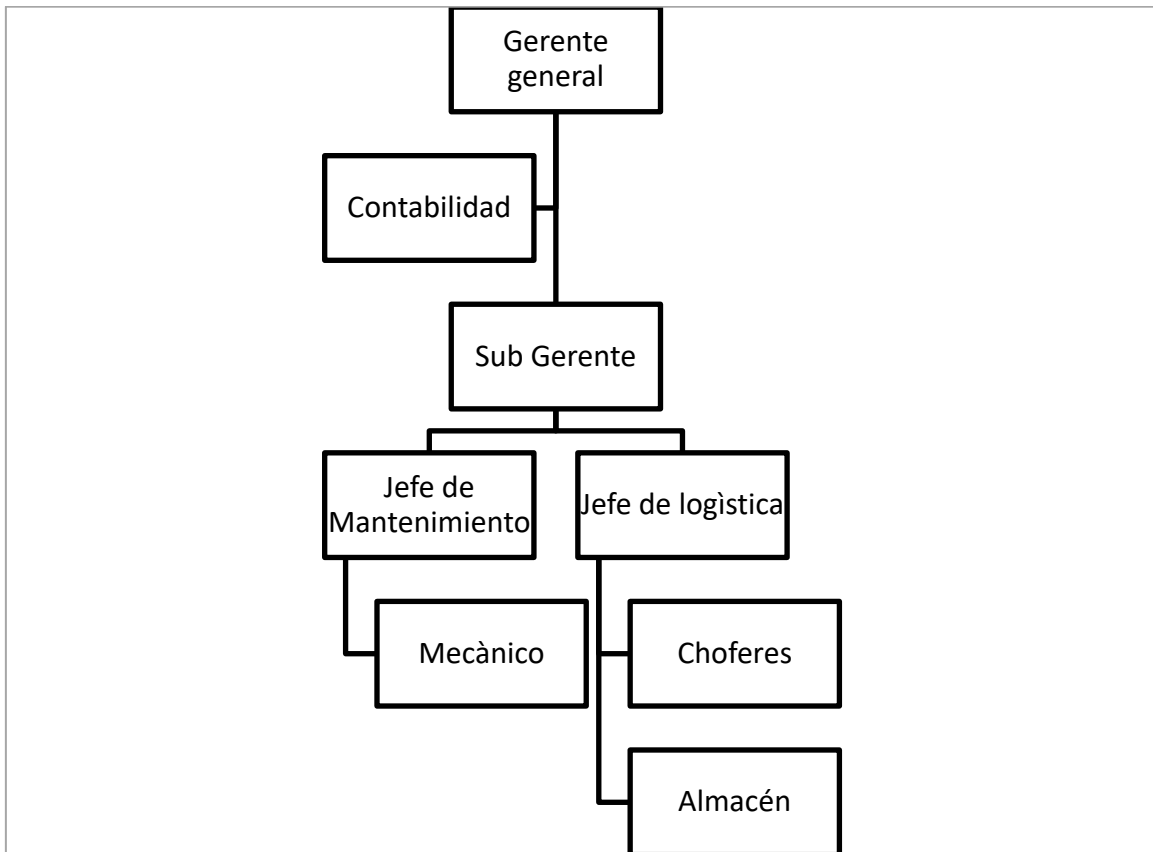 Gerente
general
Contabilidad
Sub Gerente
Jefe de
Mantenimiento
Jefe de logìstica
Mecànico
Choferes
Almacén